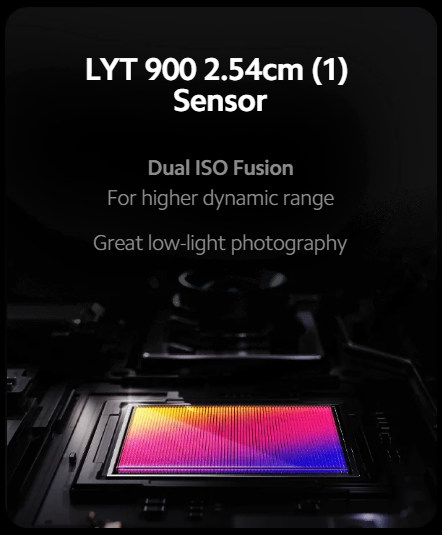 LYT 900 2.54cm (1)
Sensor
Dual ISO Fusion
For higher dynamic range
Great low-light photography